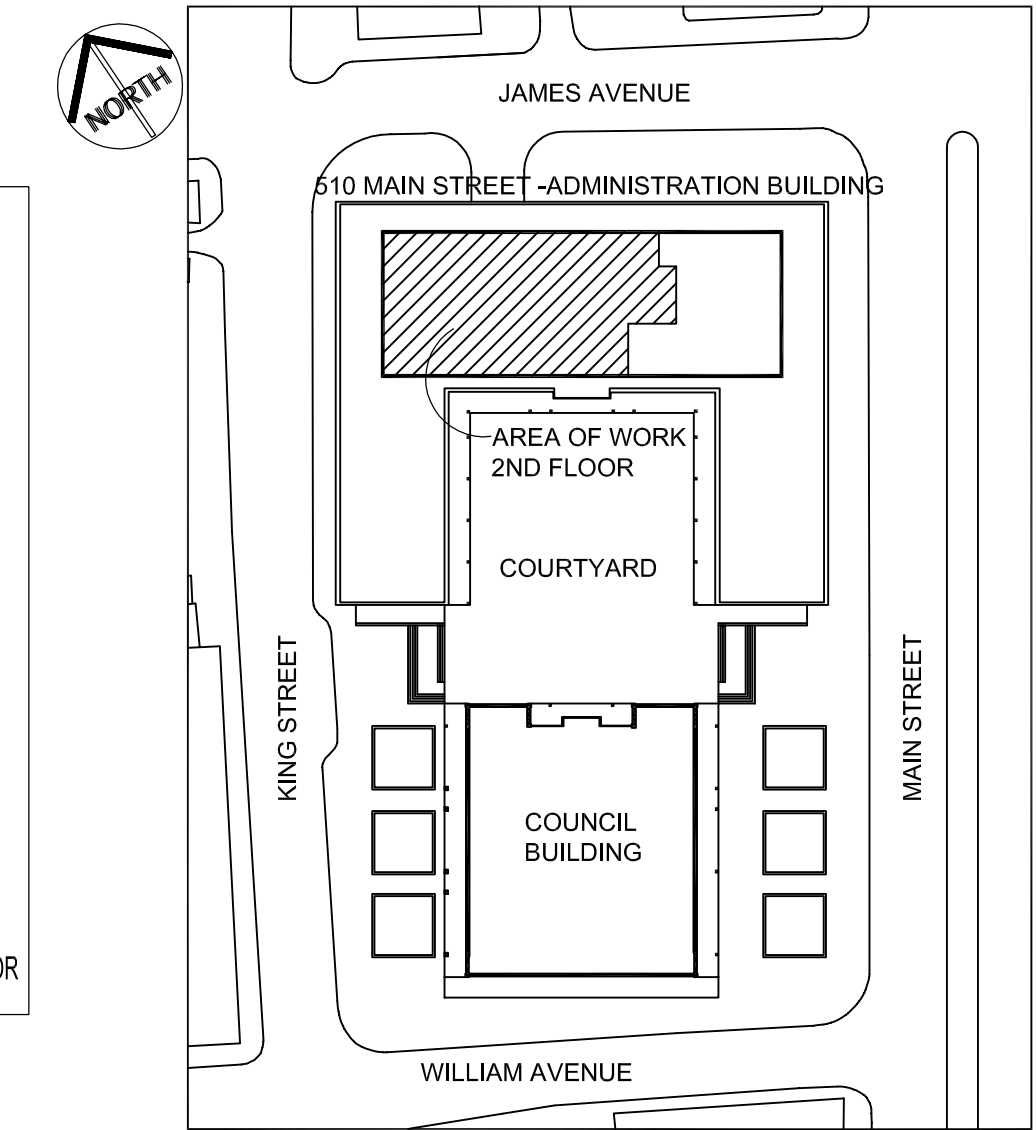 NORTH
JAMES AVENUE
510 MAIN STREET -ADMINISTRATION BUILDING
AREA OF WORK
2ND FLOOR
COURTYARD
KING STREET
MAIN STREET
COUNCIL
BUILDING
WILLIAM AVENUE